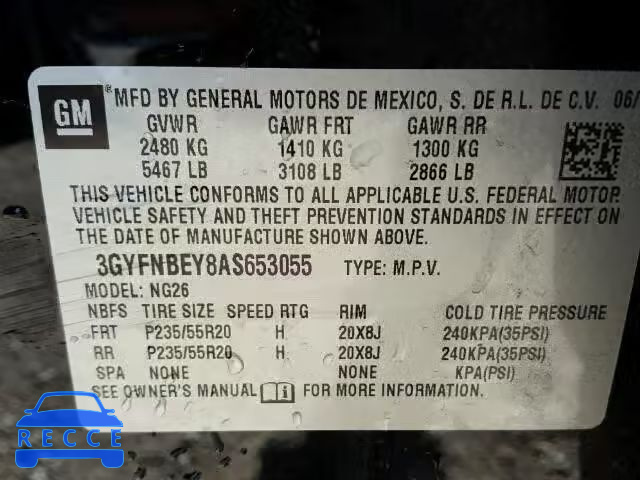 GM ® MFD BY GENERAL MOTORS DE MEXICO, S. DE R.L. DE C.V. 06/
GVWR GAWR FRT GAWR RR
2480 KG 1410 KG 1300 KG
5467 LB 3108 LB 2866 LB
THIS VEHICLE CONFORMS TO ALL APPLICABLE U.S. FEDERAL MOTOR
VEHICLE SAFETY AND THEFT PREVENTION STANDARDS IN EFFECT ON
THE DATE OF MANUFACTURE SHOWN ABOVE.
3GYFNBEY8AS653055 TYPE: M.P.V.
MODEL: NG26
NBFS TIRE SIZE SPEED RTG RIM COLD TIRE PRESSUR
FRT P235/55R20 H 20X8J 240KPA(35PSI)
RR P235/55R20 H 20X8J 240KPA(35PSI)
SPA NONE NONE KPA(PSI)
SEE OWNER'S MANUAL i FOR MORE INFORMATION.
RECCE